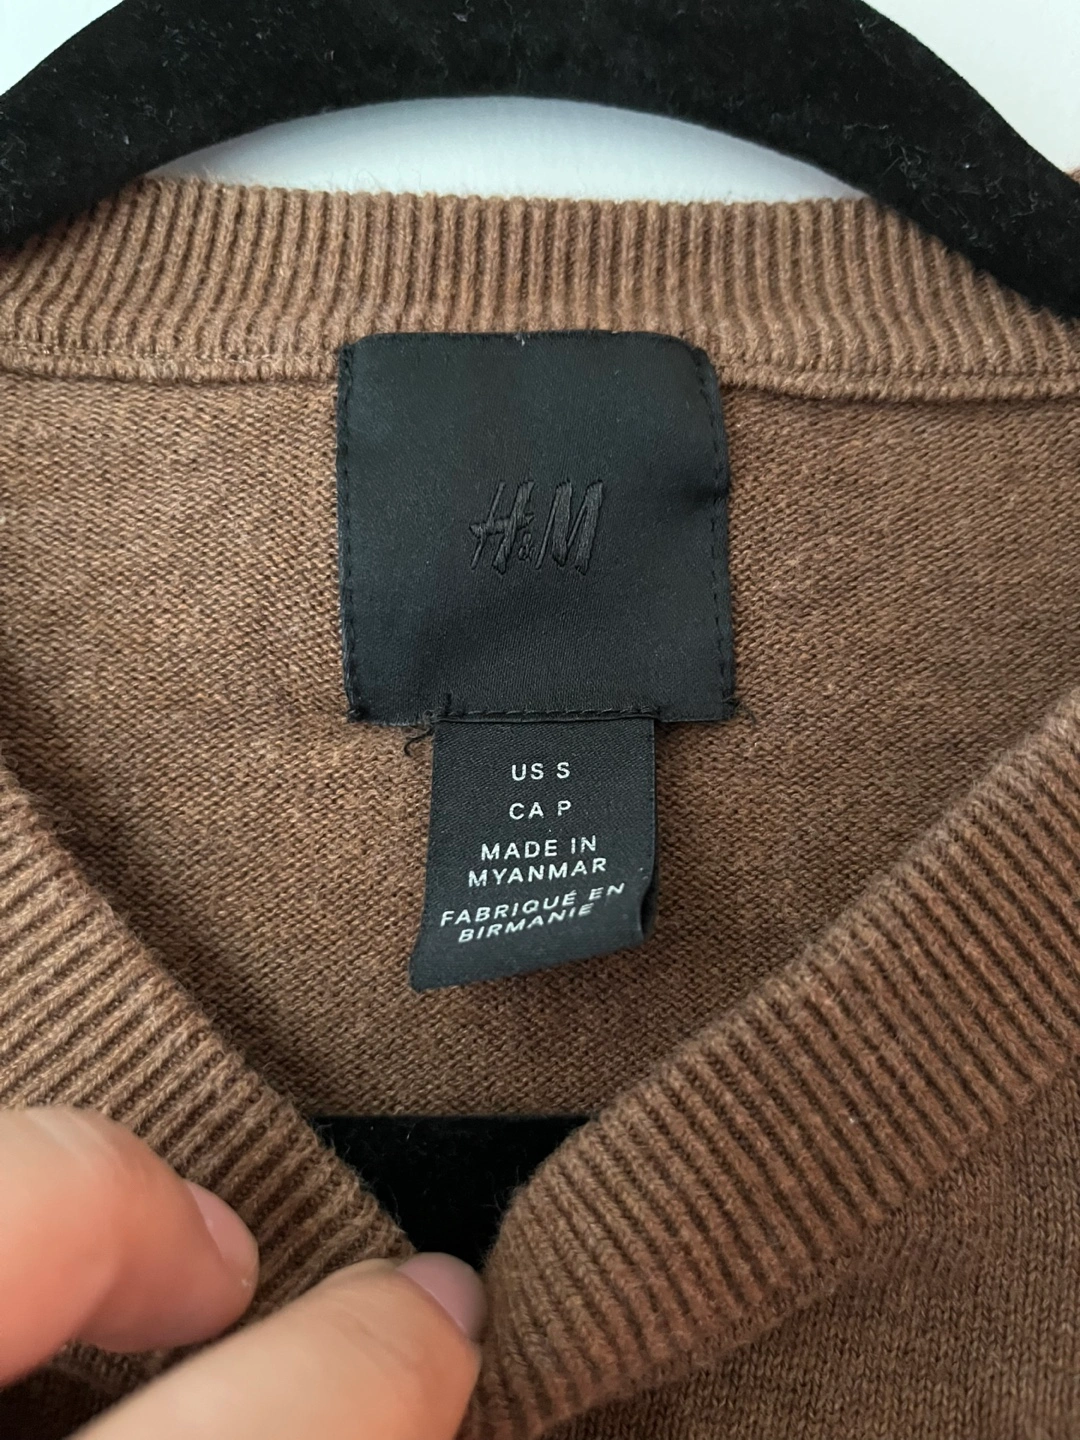 H&M
US S
CA P
MADE IN
MYANMAR
FABRIQUÉ EN
BIRMANIE